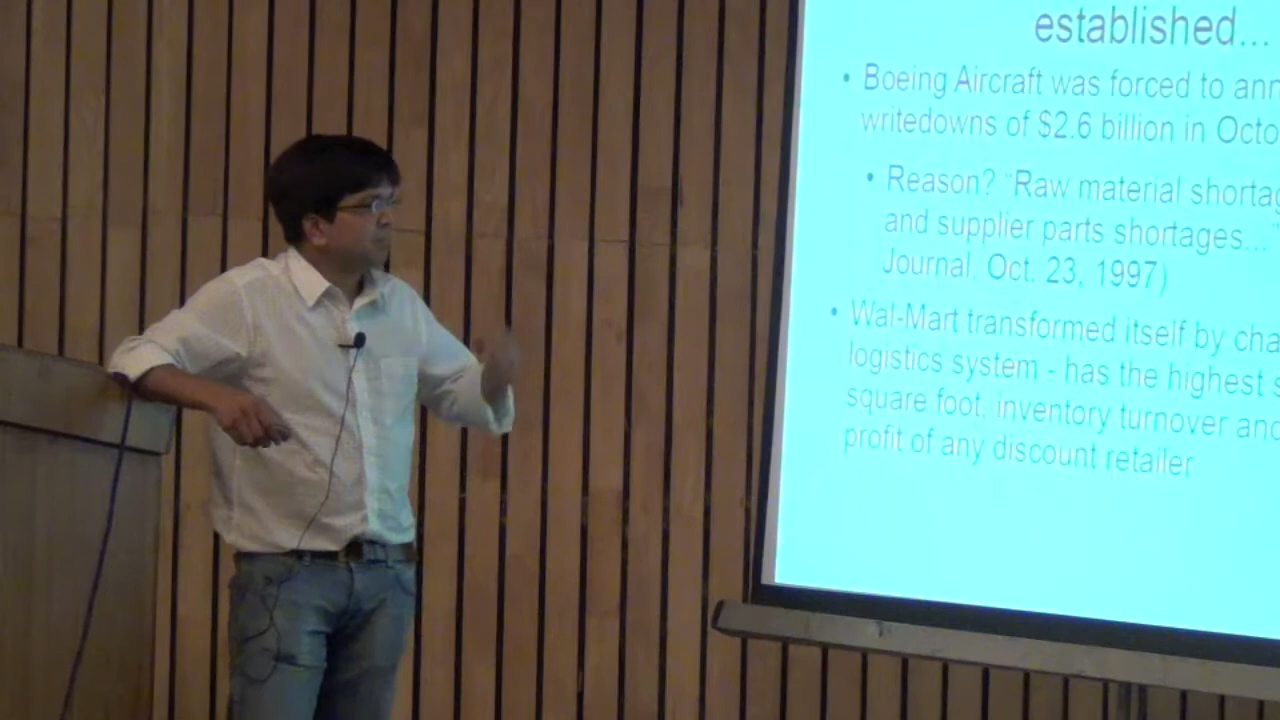 established...
• Boeing Aircraft was forced to ann
writedowns of $2.6 billion in Octo
• Reason? "Raw material shortag
and supplier parts shortages..."
Journal, Oct. 23, 1997)
• Wal-Mart transformed itself by cha
logistics system - has the highest s
square foot, inventory turnover and
profit of any discount retailer